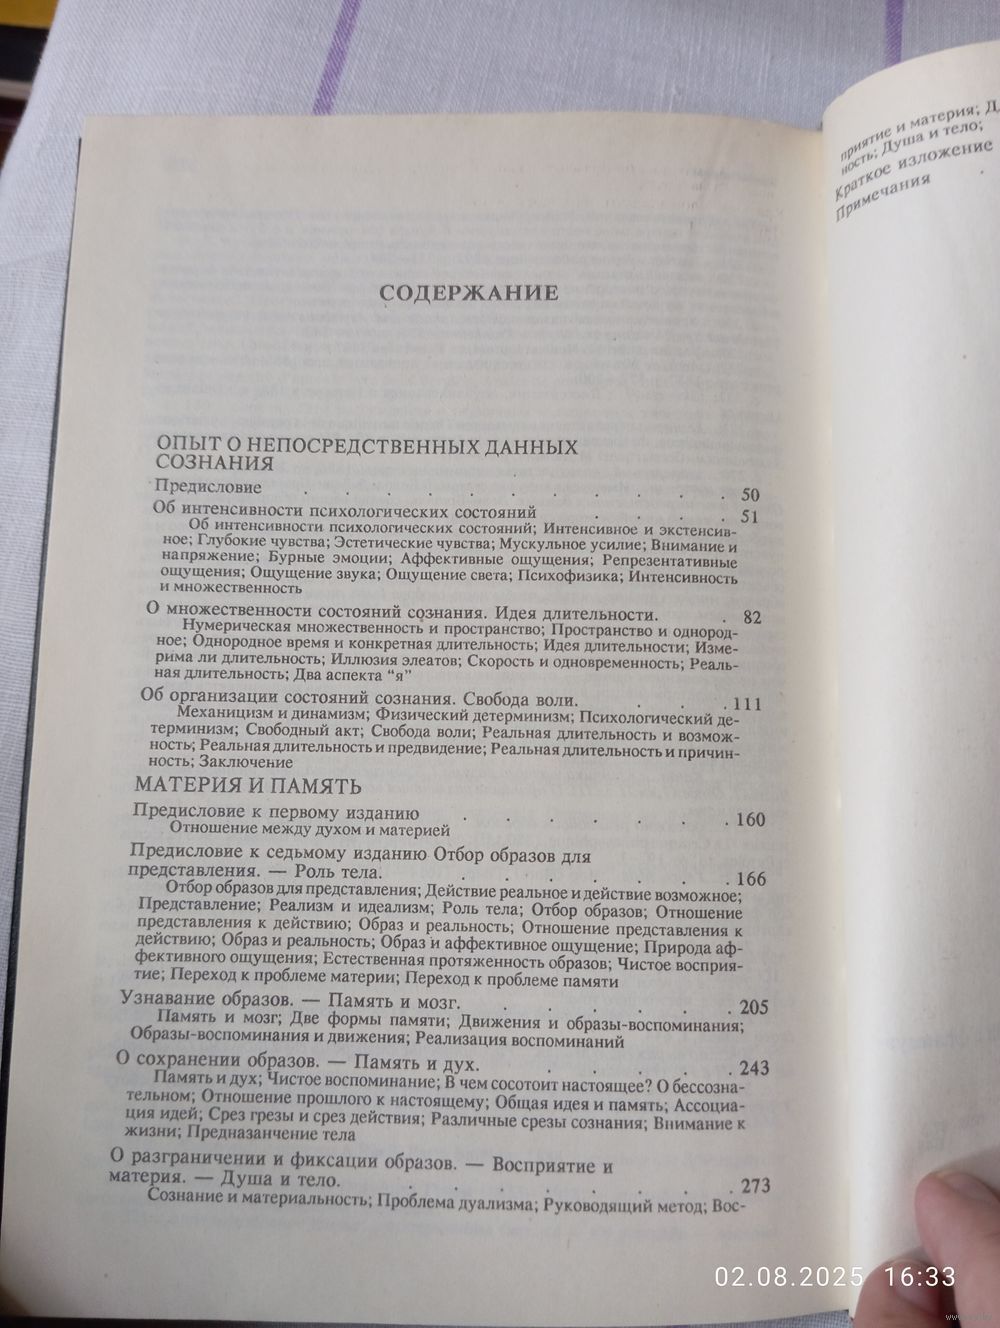 СОДЕРЖАНИЕ
ОПЫТ О НЕПОСРЕДСТВЕННЫХ ДАННЫХ
СОЗНАНИЯ
Предисловие . . . . . . . . . . . 50
Об интенсивности психологических состояний . . . . 51
Об интенсивности психологических состояний; Интенсивное и экстенсив-
ное; Глубокие чувства; Эстетические чувства; Мускульное усилие; Внимание и
напряжение; Бурные эмоции; Аффективные ощущения; Репрезентативные
ощущения; Ощущение звука; Ощущение света; Психофизика; Интенсивность
и множественность
О множественности состояний сознания. Идея длительности. . 82
Нумерическая множественность и пространство; Пространство и однород-
ное; Однородное время и конкретная длительность; Идея длительности; Изме-
рима ли длительность; Иллюзия элеатов; Скорость и одновременность; Реаль-
ная длительность; Два аспекта “я”
Об организации состояний сознания. Свобода воли. . . . 111
Механицизм и динамизм; Физический детерминизм; Психологический де-
терминизм; Свободный акт; Свобода воли; Реальная длительность и возмож-
ность; Реальная длительность и предвидение; Реальная длительность и причин-
ность; Заключение
МАТЕРИЯ И ПАМЯТЬ
Предисловие к первому изданию . . . . . . . 160
Отношение между духом и материей
Предисловие к седьмому изданию Отбор образов для
представления. — Роль тела. . . . . . . . 166
Отбор образов для представления; Действие реальное и действие возможное;
Представление; Реализм и идеализм; Роль тела; Отбор образов; Отношение
представления к действию; Образ и реальность; Отношение представления к
действию; Образ и реальность; Образ и аффективное ощущение; Природа аф-
фективного ощущения; Естественная протяженность образов; Чистое восприя-
тие; Переход к проблеме материи; Переход к проблеме памяти
Узнавание образов. — Память и мозг. . . . . . . 205
Память и мозг; Две формы памяти; Движения и образы-воспоминания;
Образы-воспоминания и движения; Реализация воспоминаний
О сохранении образов. — Память и дух. . . . . . 243
Память и дух; Чистое воспоминание; В чем сосотоит настоящее? О бессозна-
тельном; Отношение прошлого к настоящему; Общая идея и память; Ассоциа-
ция идей; Срез грезы и срез действия; Различные срезы сознания; Внимание к
жизни; Предназанчение тела
О разграничении и фиксации образов. — Восприятие и
материя. — Душа и тело. . . . . . . . . 273
Сознание и материальность; Проблема дуализма; Руководящий метод; Вос-
приятие и материя;
ность; Душа и тело;
Краткое изложение
Примечания
02.08.2025 16:33